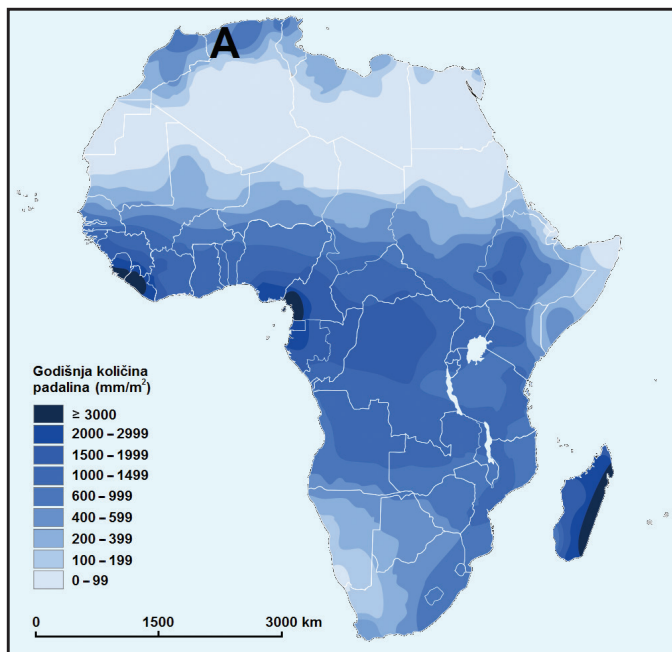 A
Godišnja količina
padalina (mm/m²)
≥ 3000
2000 – 2999
1500 – 1999
1000 – 1499
600 – 999
400 – 599
200 – 399
100 – 199
0 – 99
0 1500 3000 km